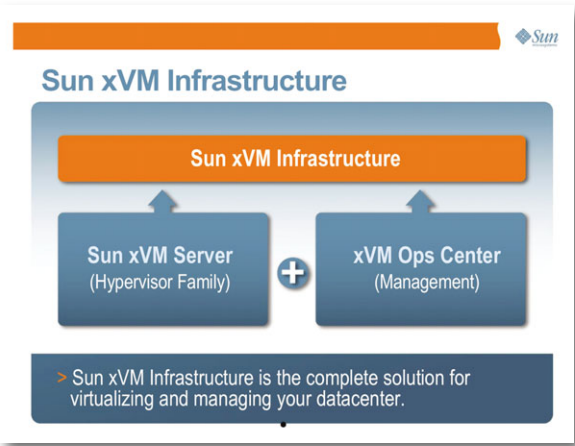 Sun
Sun xVM Infrastructure
Sun xVM Infrastructure
Sun xVM Server
(Hypervisor Family)
+
xVM Ops Center
(Management)
> Sun xVM Infrastructure is the complete solution for
virtualizing and managing your datacenter.